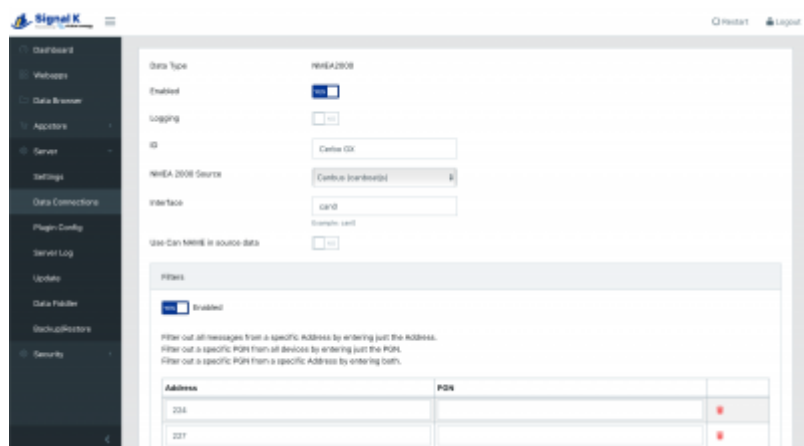 Signal K
Restart
Logout
Dashboard
Webapps
Data Browser
Appstore
Server
Settings
Data Connections
Plugin Config
Server Log
Update
Data Fiddler
Backup/Restore
Security
Data Type NMEA2000
Enabled YES
Logging NO
ID Cerbo GX
NMEA 2000 Source Canbus (canboatjs)
Interface can0
Example: can0
Use Can NAME in source data NO
Filters
YES Enabled
Filter out all messages from a specific Address by entering just the Address.
Filter out a specific PGN from all devices by entering just the PGN.
Filter out a specific PGN from a specific Address by entering both.
Address PGN
224
227